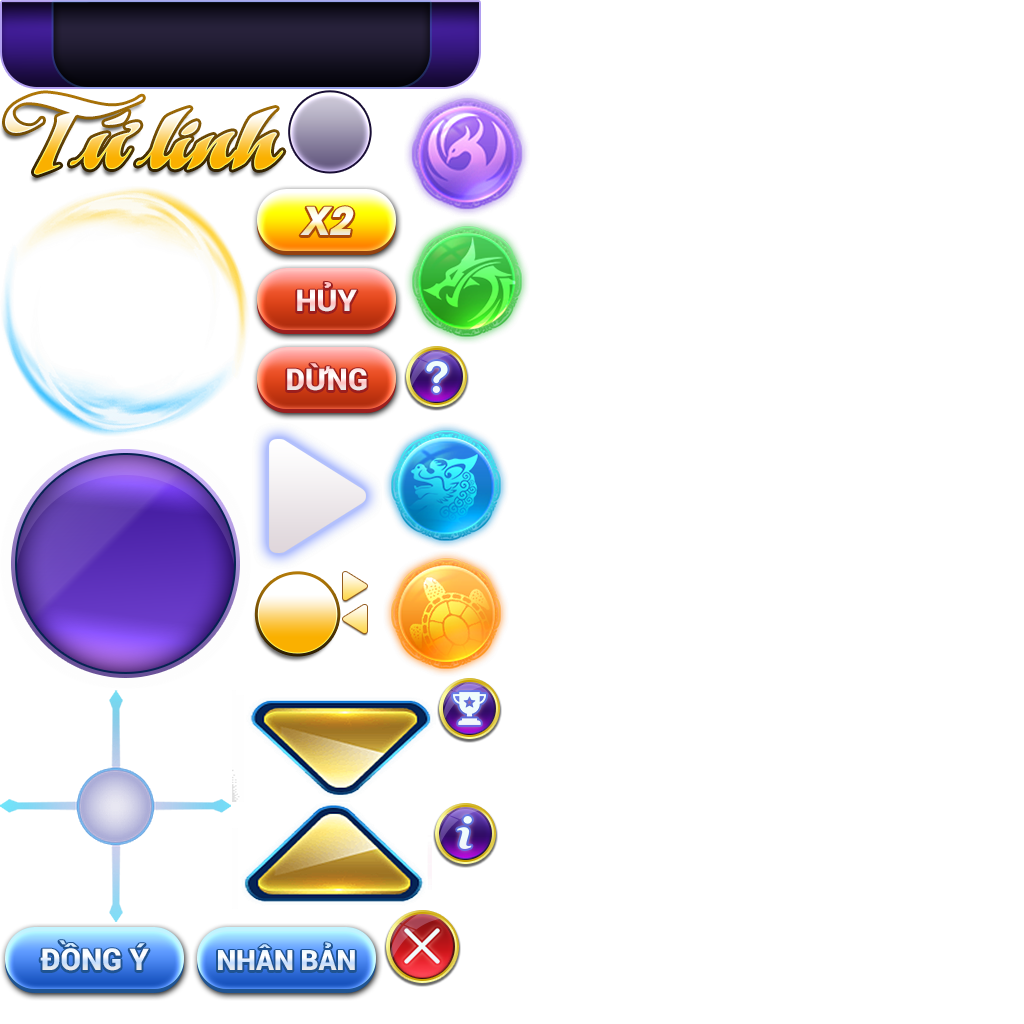 Tứ linh
X2
HỦY
DỪNG
?
i
ĐỒNG Ý
NHÂN BẢN